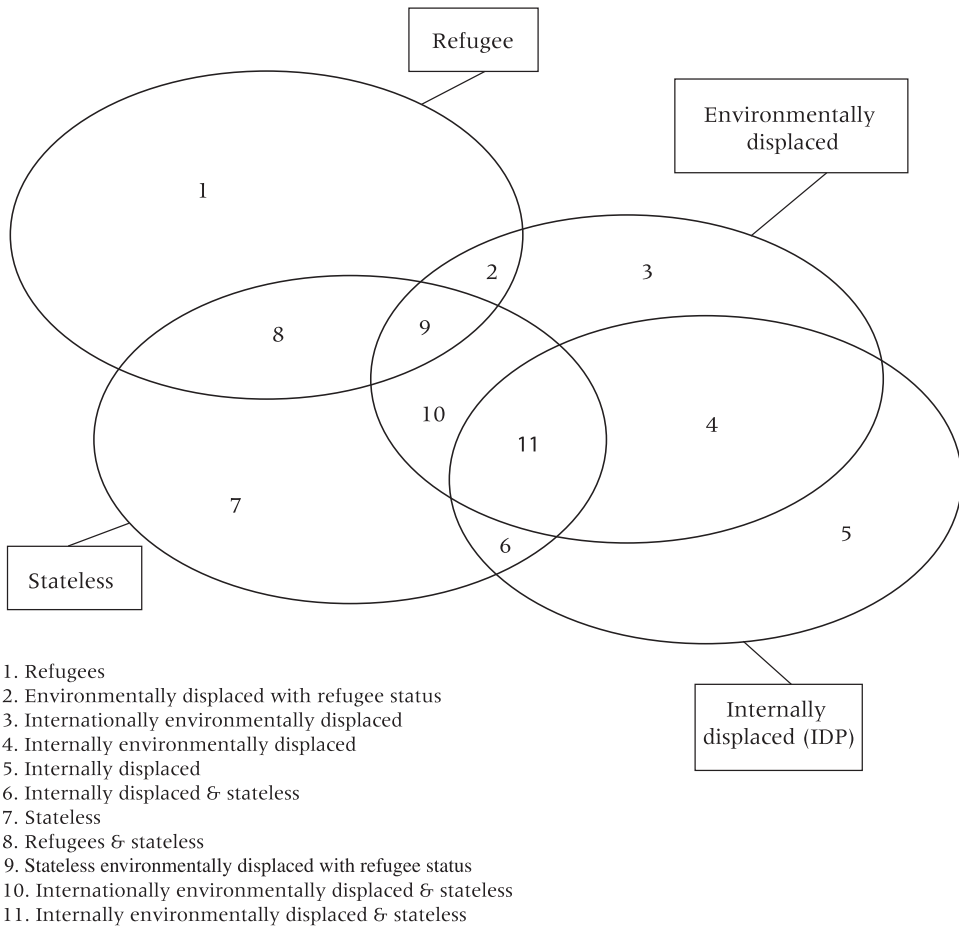 Refugee
Environmentally
displaced
1
2
3
9
8
10
4
11
7
5
6
Stateless
1. Refugees
2. Environmentally displaced with refugee status
3. Internationally environmentally displaced
4. Internally environmentally displaced
5. Internally displaced
6. Internally displaced & stateless
7. Stateless
8. Refugees & stateless
9. Stateless environmentally displaced with refugee status
10. Internationally environmentally displaced & stateless
11. Internally environmentally displaced & stateless
Internally
displaced (IDP)